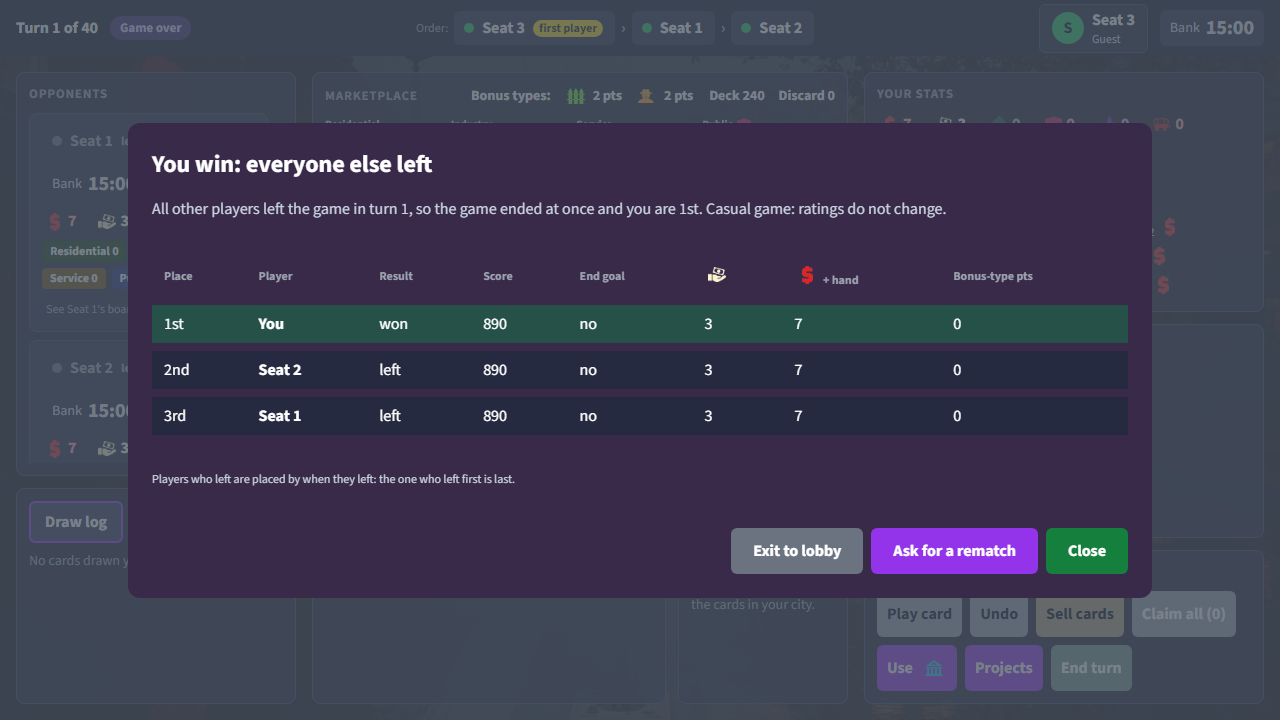 Turn 1 of 40 Game over Order: Seat 3 first player › Seat 1 › Seat 2 S Seat 3 Guest Bank 15:00
OPPONENTS
MARKETPLACE Bonus types: 2 pts 2 pts Deck 240 Discard 0
YOUR STATS
Seat 1
Bank 15:00
7 3
Residential 0
Service 0
See Seat 1's
Seat 2
Bank 15:00
7 3
0
You win: everyone else left
All other players left the game in turn 1, so the game ended at once and you are 1st. Casual game: ratings do not change.
Place Player Result Score End goal + hand Bonus-type pts
1st You won 890 no 3 7 0
2nd Seat 2 left 890 no 3 7 0
3rd Seat 1 left 890 no 3 7 0
Players who left are placed by when they left: the one who left first is last.
Exit to lobby Ask for a rematch Close
Draw log
No cards drawn
the cards in your city.
Play card Undo Sell cards Claim all (0)
Use Projects End turn